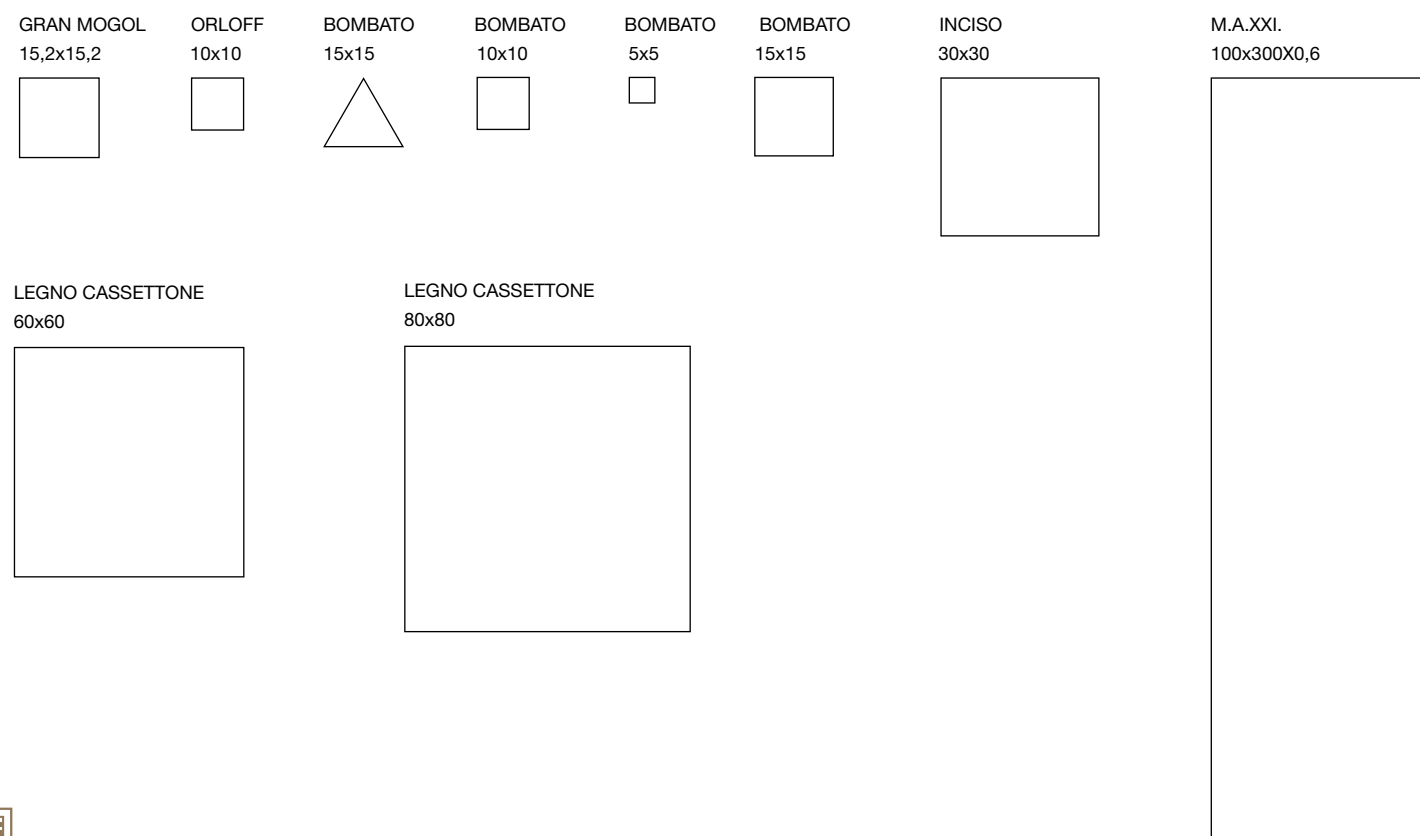 GRAN MOGOL
15,2x15,2
ORLOFF
10x10
BOMBATO
15x15
BOMBATO
10x10
BOMBATO
5x5
BOMBATO
15x15
INCISO
30x30
M.A.XXI.
100x300X0,6
LEGNO CASSETTONE
60x60
LEGNO CASSETTONE
80x80